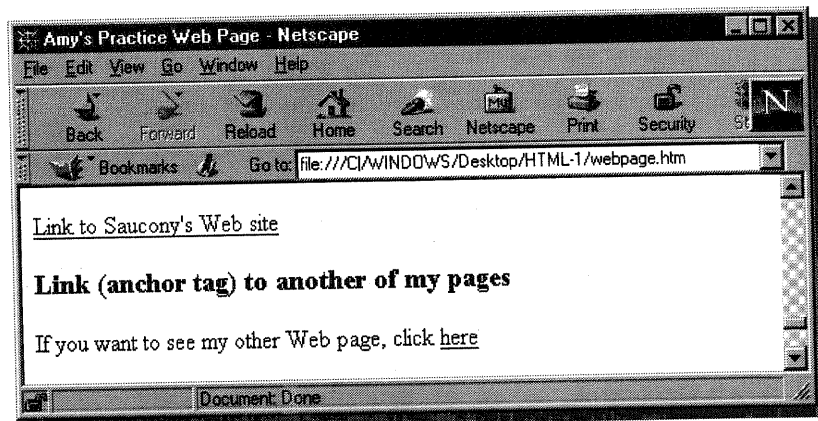 Amy's Practice Web Page - Netscape
File Edit View Go Window Help
Back Forward Reload Home Search My Netscape Print Security St N
Bookmarks Go to: file:///C|/WINDOWS/Desktop/HTML-1/webpage.htm
Link to Saucony's Web site
Link (anchor tag) to another of my pages
If you want to see my other Web page, click here
Document: Done